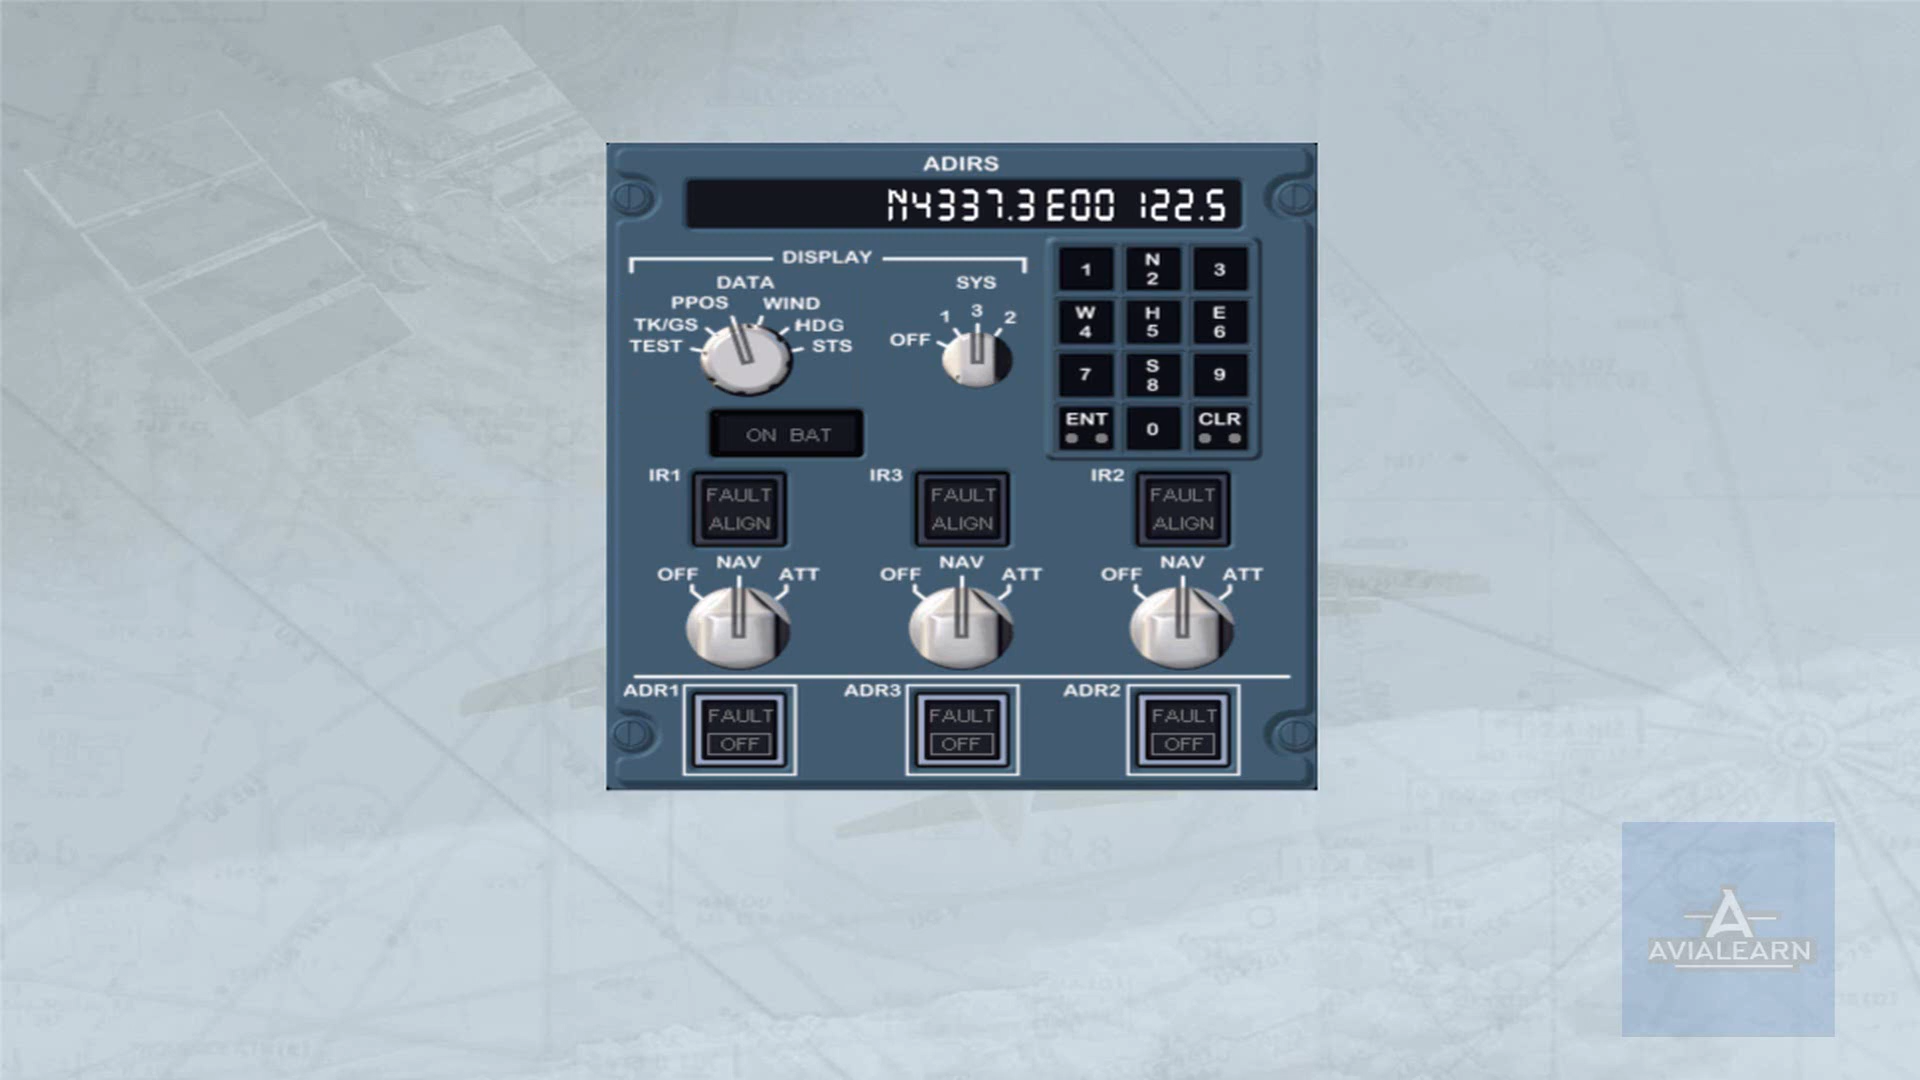 ADIRS
N4337.3E00 122.5
DISPLAY
DATA
SYS
PPOS
WIND
TK/GS
HDG
TEST
STS
OFF
1
3
2
1
N
2
3
W
4
H
5
E
6
7
S
8
9
ENT
0
CLR
ON BAT
IR1
FAULT
ALIGN
IR3
FAULT
ALIGN
IR2
FAULT
ALIGN
OFF NAV ATT
OFF NAV ATT
OFF NAV ATT
ADR1
FAULT
OFF
ADR3
FAULT
OFF
ADR2
FAULT
OFF
AVIALEARN